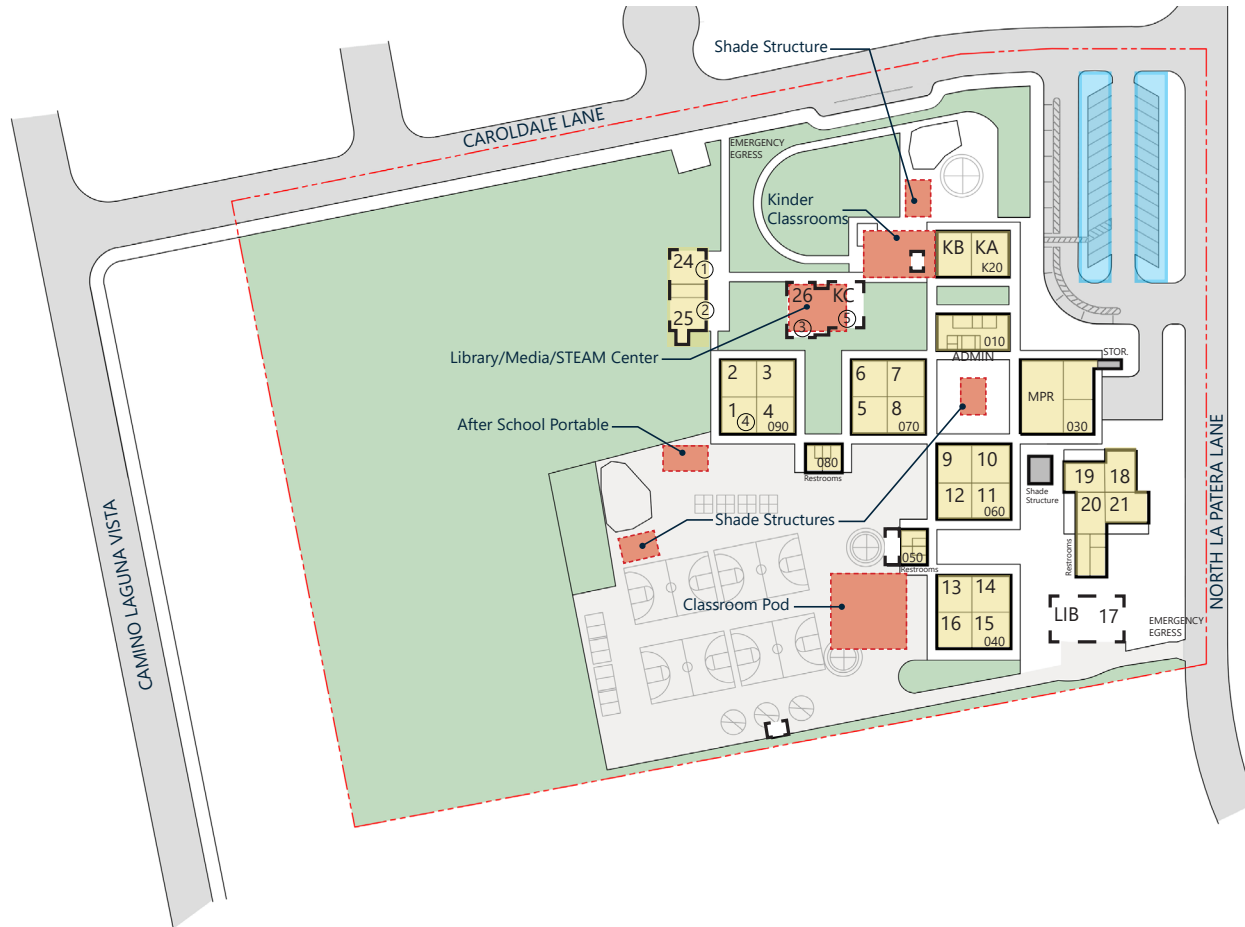 Shade Structure
CAROLDALE LANE
EMERGENCY
EGRESS
Kinder
Classrooms
KB KA
K20
24 1
25 2
26 KC
3 5
Library/Media/STEAM Center
010
ADMIN
STOR.
2 3
1 4 4
090
6 7
5 8
070
MPR
030
After School Portable
080
Restrooms
9 10
12 11
060
Shade
Structure
19 18
20 21
Restrooms
Shade Structures
050
Restrooms
Classroom Pod
13 14
16 15
040
LIB 17
EMERGENCY
EGRESS
CAMINO LAGUNA VISTA
NORTH LA PATERA LANE